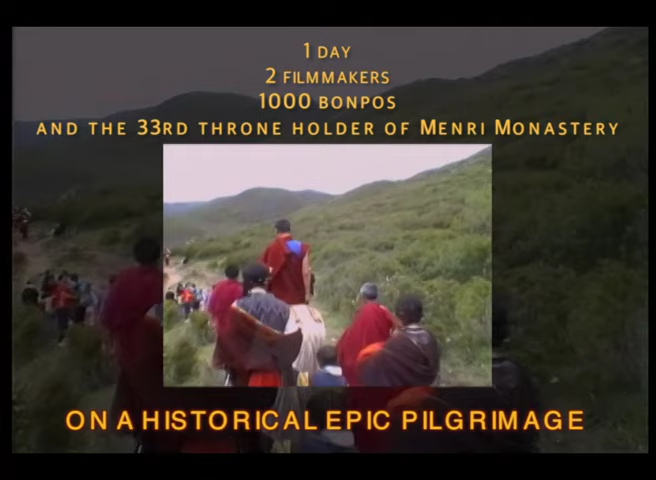 1 DAY
2 FILMMAKERS
1000 BONPOS
AND THE 33RD THRONE HOLDER OF MENRI MONASTERY
ON A HISTORICAL EPIC PILGRIMAGE